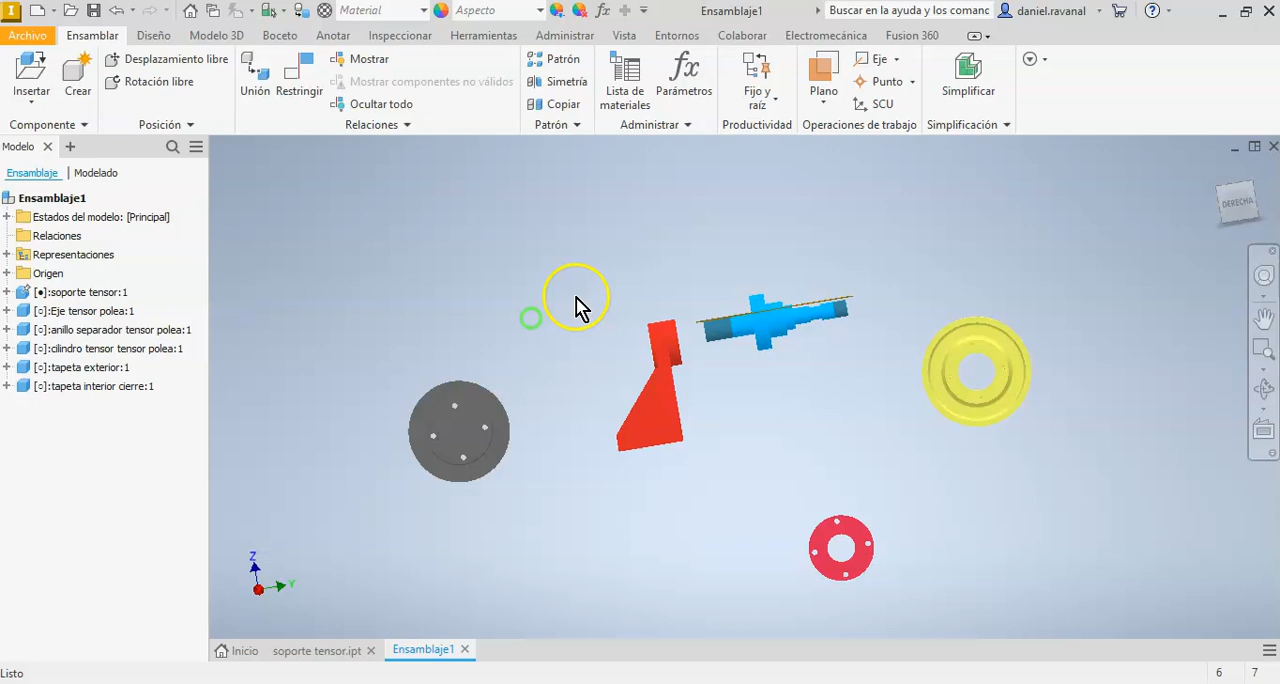 Material
Aspecto
Ensamblaje1
Buscar en la ayuda y los comanc
daniel.ravanal
Archivo
Ensamblar
Diseño
Modelo 3D
Boceto
Anotar
Inspeccionar
Herramientas
Administrar
Vista
Entornos
Colaborar
Electromecánica
Fusion 360
Insertar
Crear
Desplazamiento libre
Rotación libre
Unión
Restringir
Mostrar
Mostrar componentes no válidos
Ocultar todo
Patrón
Simetría
Copiar
Lista de
materiales
fx
Parámetros
Fijo y
raíz
Plano
Eje
Punto
SCU
Simplificar
Componente
Posición
Relaciones
Patrón
Administrar
Productividad
Operaciones de trabajo
Simplificación
Modelo
Ensamblaje
Modelado
Ensamblaje1
Estados del modelo: [Principal]
Relaciones
Representaciones
Origen
[●]:soporte tensor:1
[○]:Eje tensor polea:1
[○]:anillo separador tensor polea:1
[○]:cilindro tensor tensor polea:1
[○]:tapeta exterior:1
[○]:tapeta interior cierre:1
DERECHA
Z
Y
Inicio
soporte tensor.ipt
Ensamblaje1
Listo
6
7